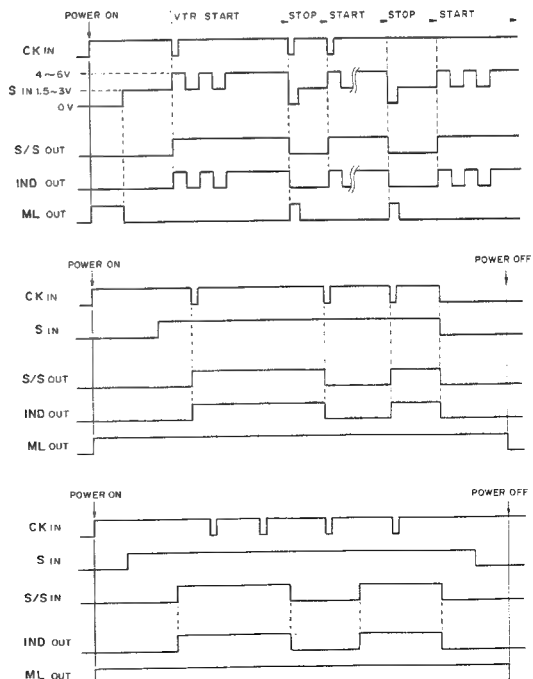 POWER ON
VTR START STOP START STOP START
CK IN
4~6V
S IN 1.5~3V
0V
S/S OUT
IND OUT
ML OUT
POWER ON POWER OFF
CK IN
S IN
S/S OUT
IND OUT
ML OUT
POWER ON POWER OFF
CK IN
S IN
S/S IN
IND OUT
ML OUT